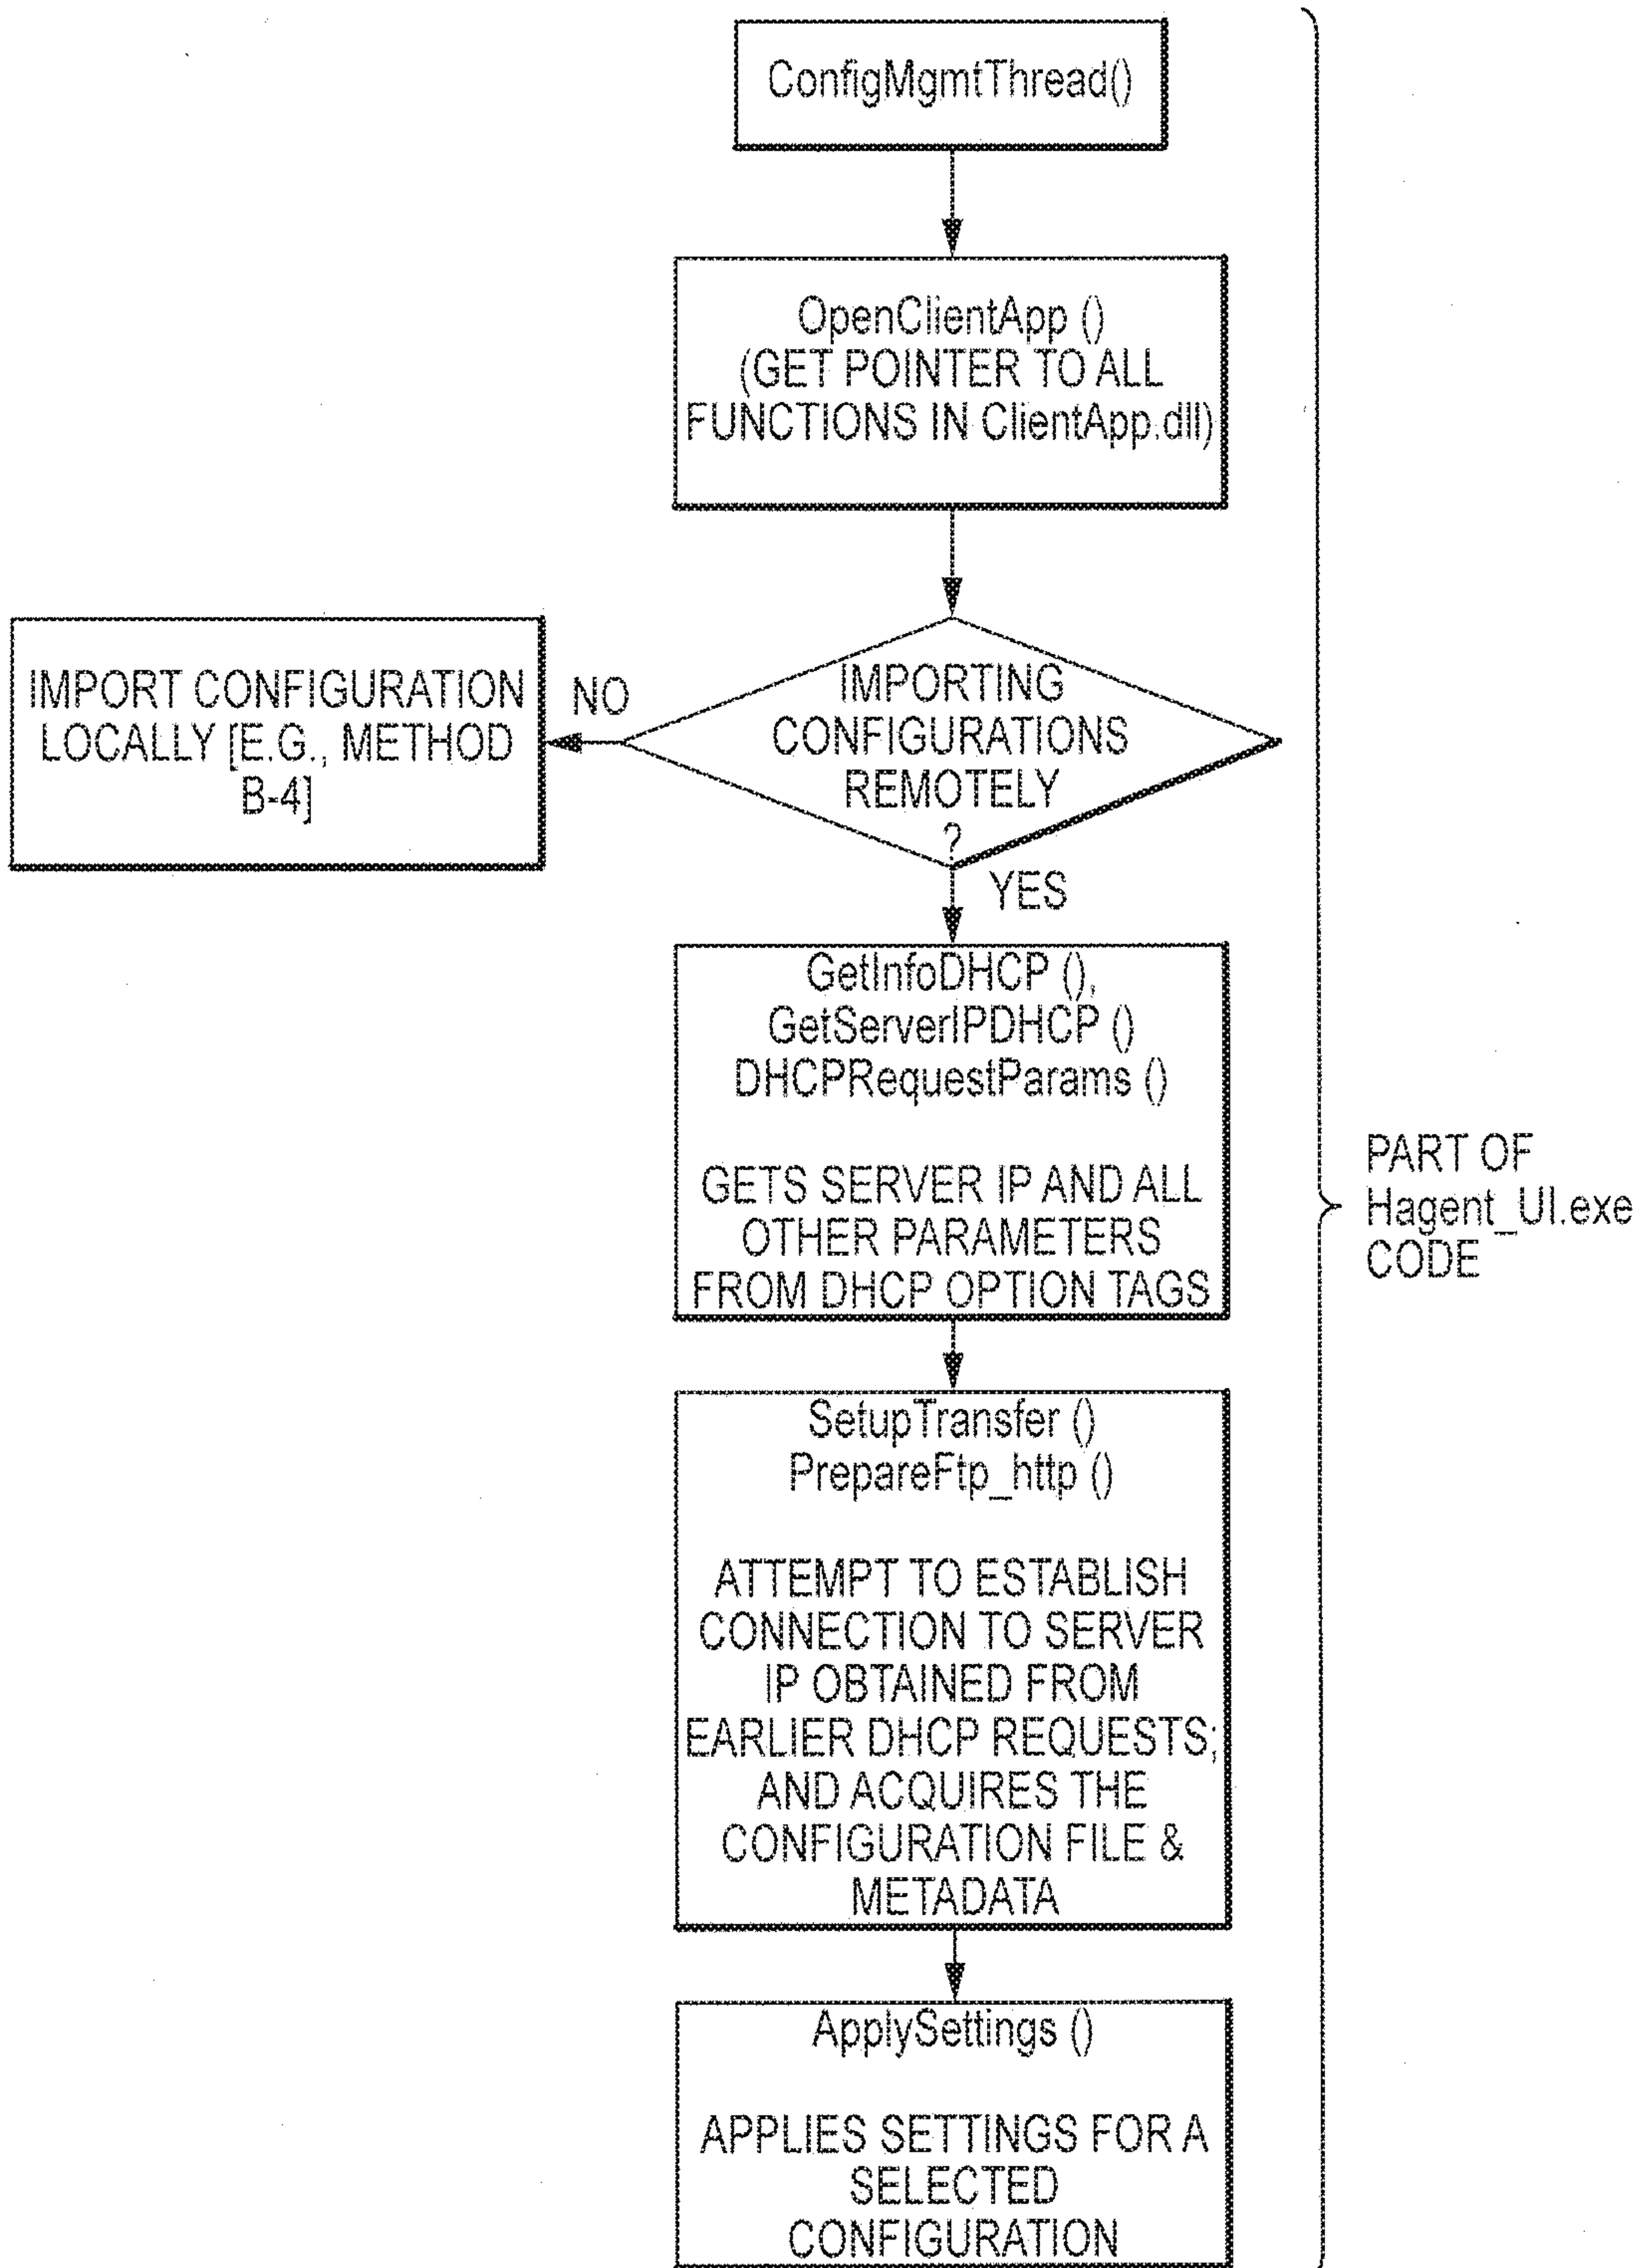 ConfigMgmtThread()
OpenClientApp ()
(GET POINTER TO ALL
FUNCTIONS IN ClientApp.dll)
IMPORT CONFIGURATION
LOCALLY [E.G., METHOD
B-4]
NO
IMPORTING
CONFIGURATIONS
REMOTELY
?
YES
GetInfoDHCP (),
GetServerIPDHCP ()
DHCPRequestParams ()
GETS SERVER IP AND ALL
OTHER PARAMETERS
FROM DHCP OPTION TAGS
PART OF
Hagent_UI.exe
CODE
SetupTransfer ()
PrepareFtp_http ()
ATTEMPT TO ESTABLISH
CONNECTION TO SERVER
IP OBTAINED FROM
EARLIER DHCP REQUESTS;
AND ACQUIRES THE
CONFIGURATION FILE &
METADATA
ApplySettings ()
APPLIES SETTINGS FOR A
SELECTED
CONFIGURATION